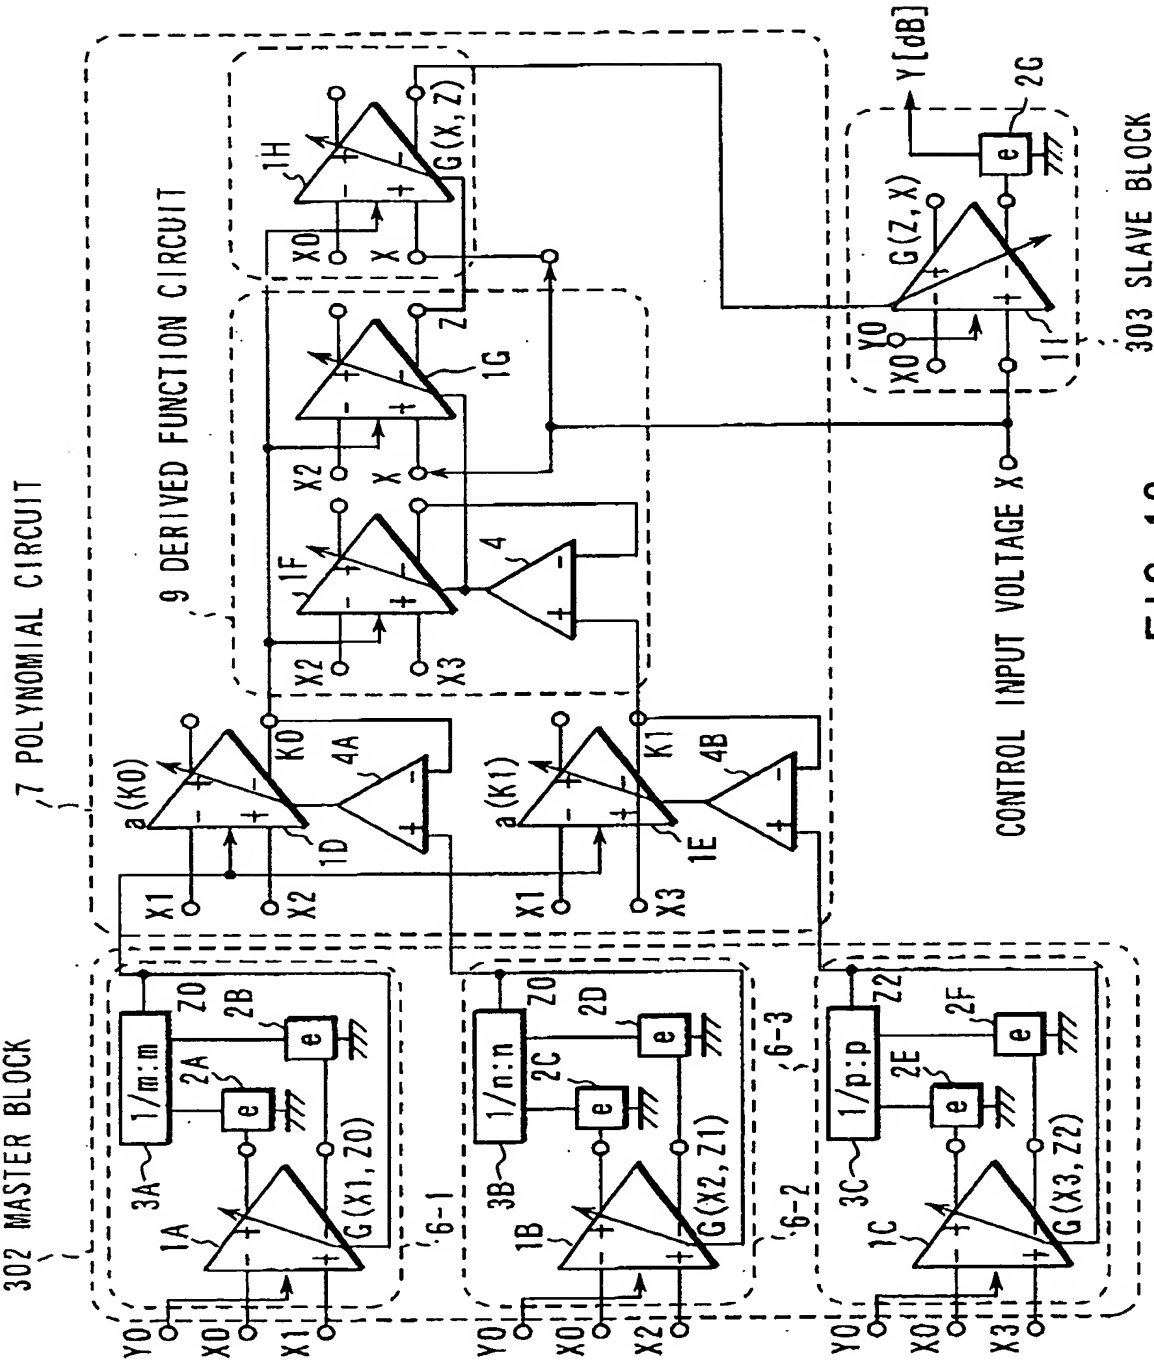 302 MASTER BLOCK
7 POLYNOMIAL CIRCUIT
9 DERIVED FUNCTION CIRCUIT
Y0
X0
X1
1A
G(X1,Z0)
3A
1/m:m
Z0
2A
e
2B
e
6-1
Y0
X0
X2
1B
G(X2,Z1)
3B
1/n:n
Z0
2C
e
2D
e
6-2
Y0
X0
X3
1C
G(X3,Z2)
3C
1/p:p
Z2
2E
e
2F
e
6-3
X1
X2
a(K0)
1D
K0
4A
+
-
X1
X3
a(K1)
1E
K1
4B
+
-
X2
X3
1F
4
+
-
X2
X
1G
Z
X0
X
1H
G(X,Z)
CONTROL INPUT VOLTAGE X
X0
Y0
G(Z,X)
1I
e
2G
Y[dB]
303 SLAVE BLOCK